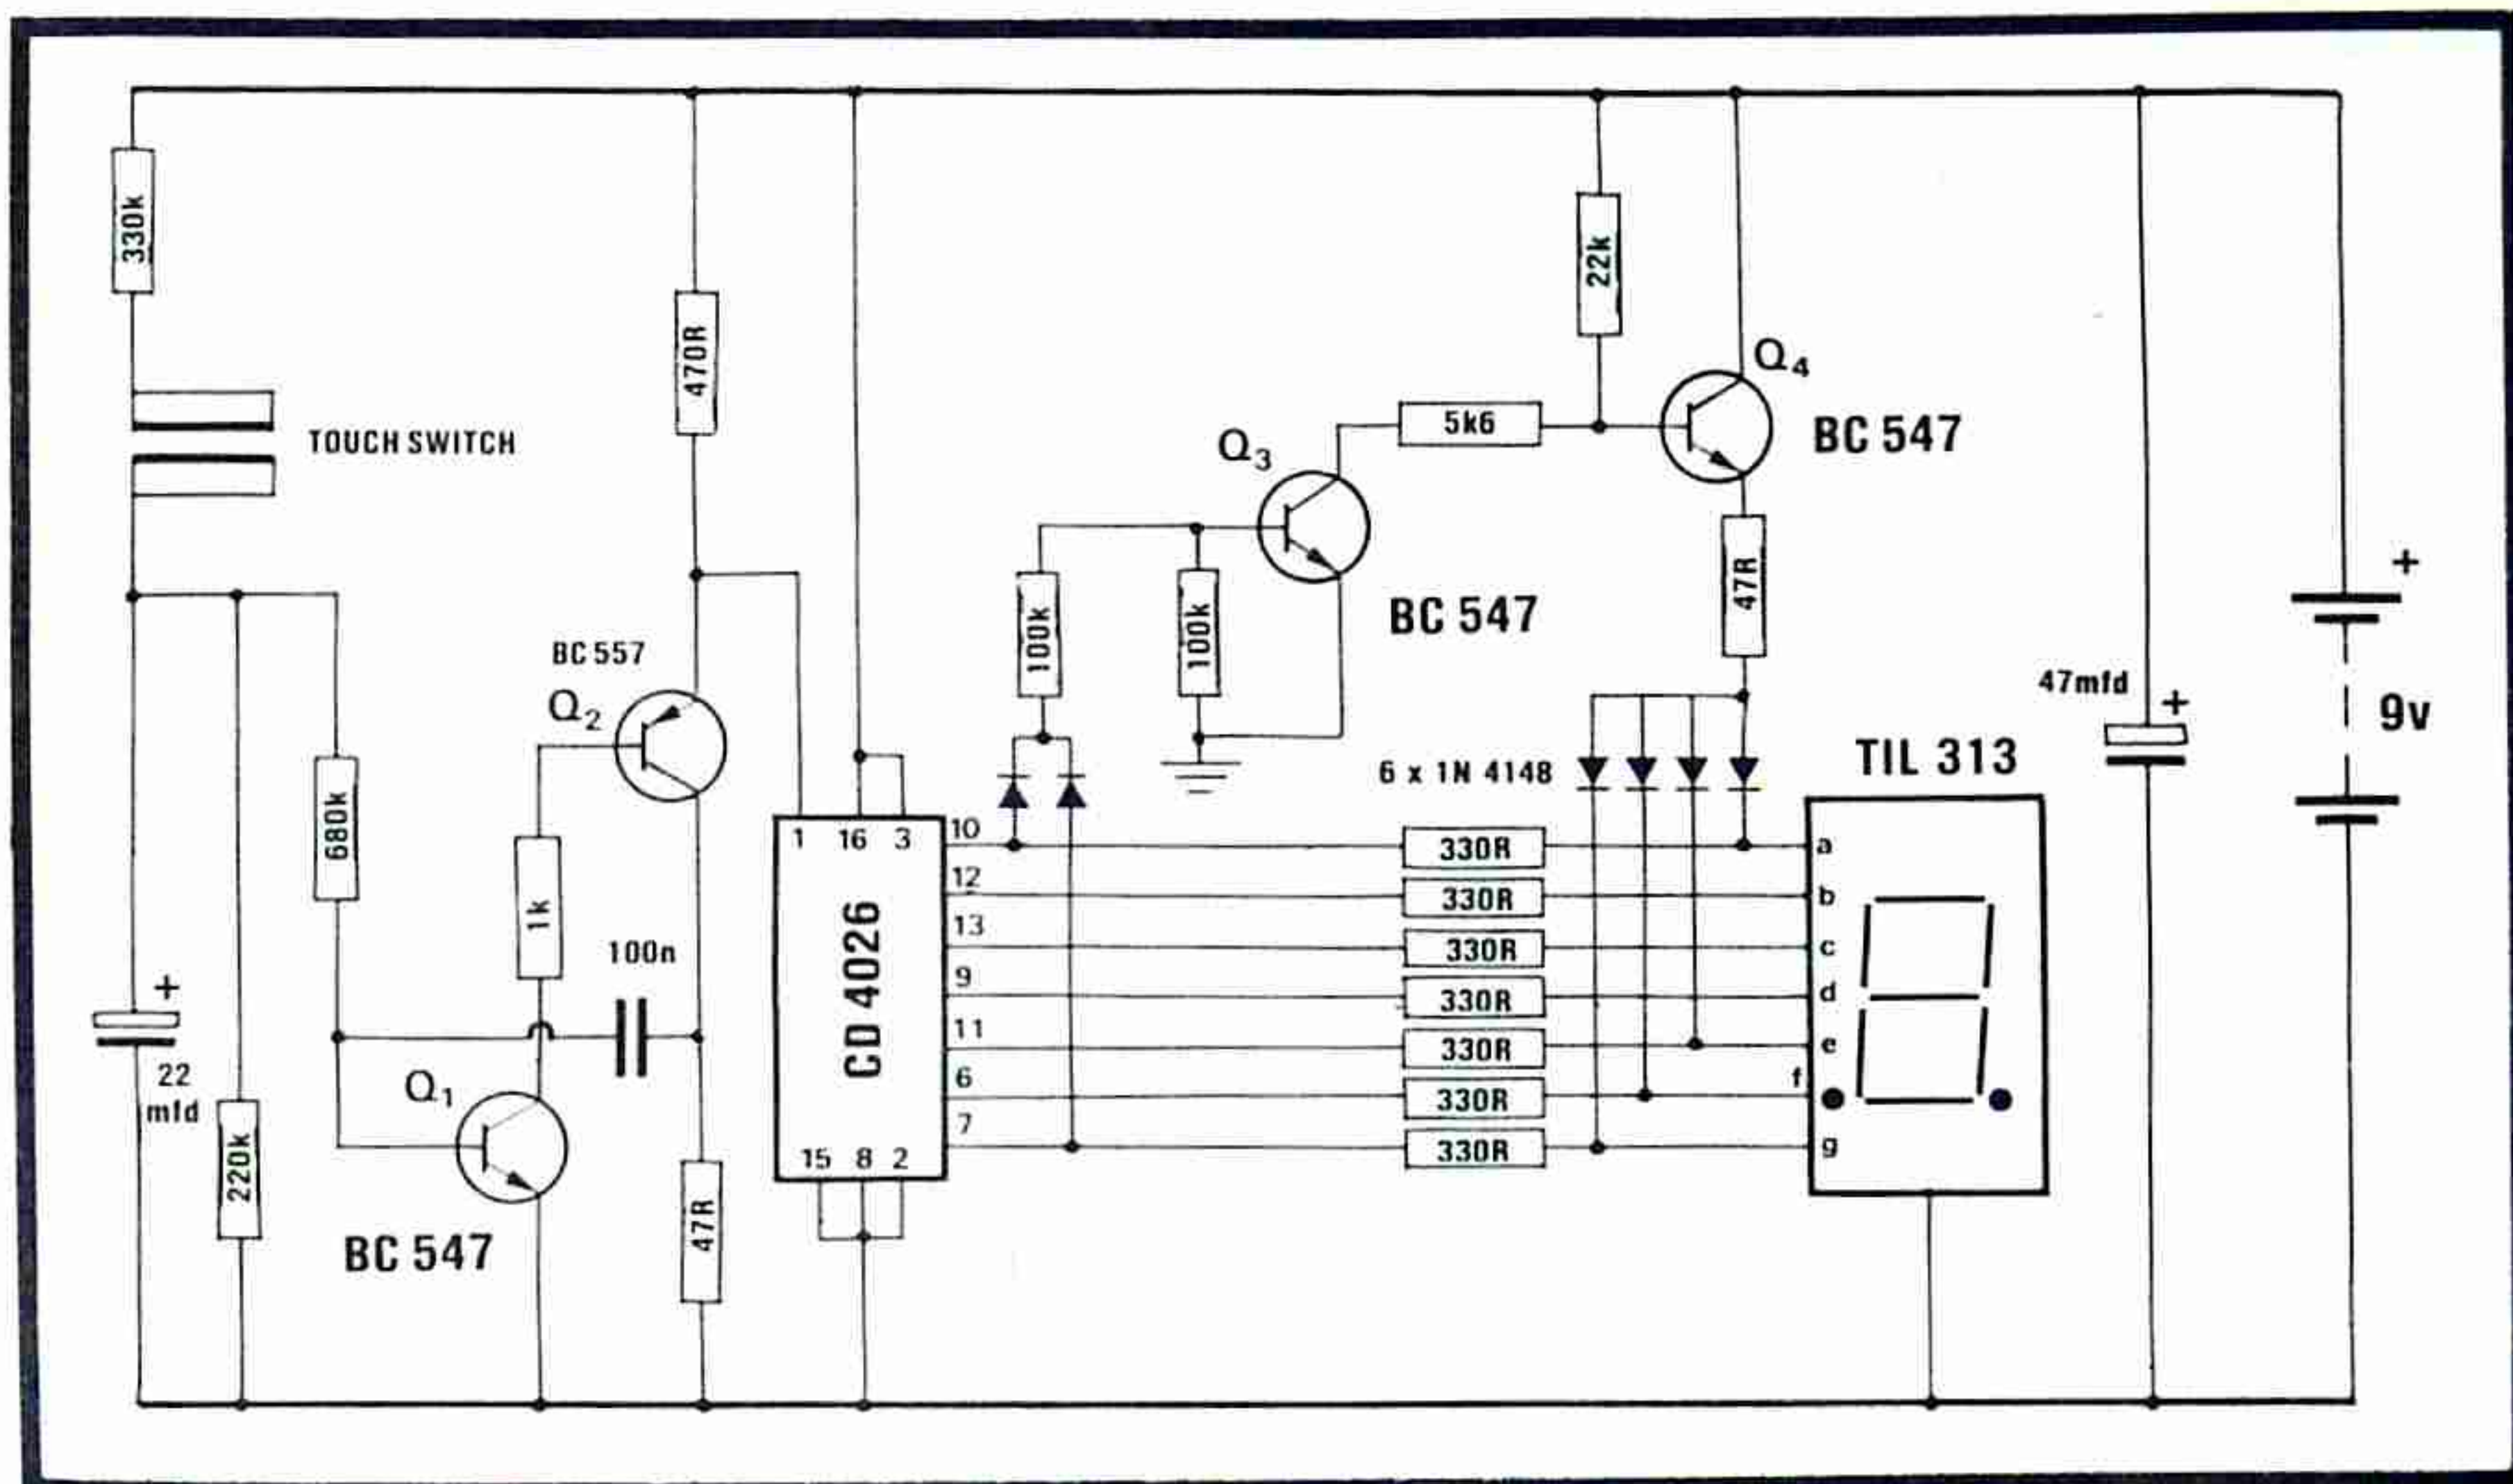 330k
TOUCH SWITCH
470R
22k
Q4
BC 547
5k6
Q3
BC 547
47R
100k
100k
BC 557
Q2
680k
1k
100n
+
22
mfd
220k
Q1
BC 547
47R
1 16 3
CD 4026
15 8 2
10
12
13
9
11
6
7
6 x 1N 4148
330R
330R
330R
330R
330R
330R
330R
TIL 313
a
b
c
d
e
f
g
47mfd
+
+
9v